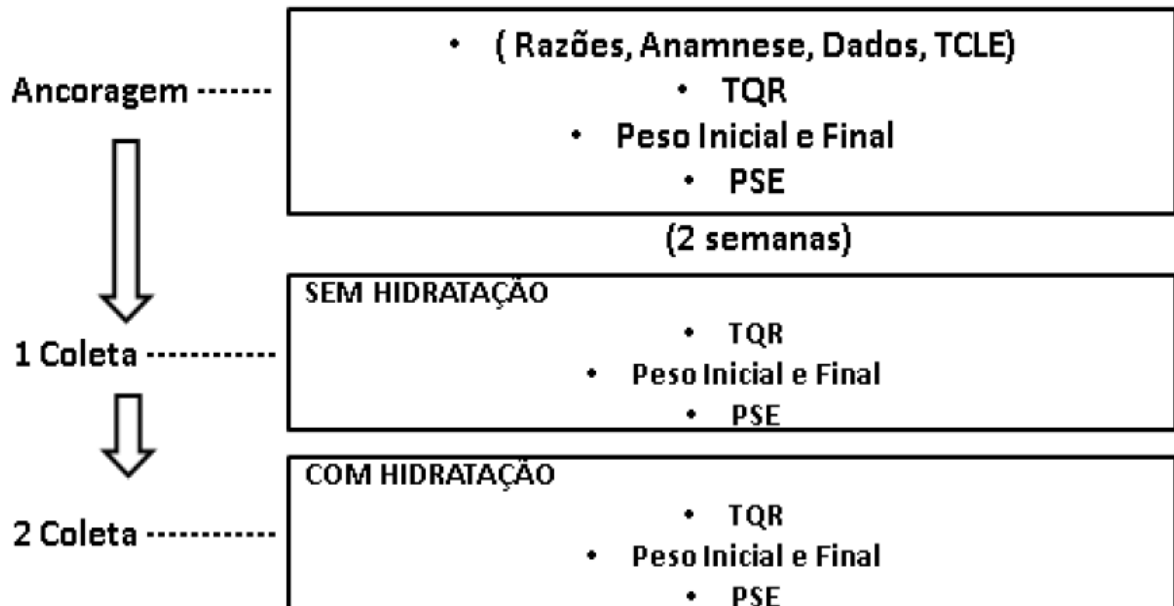 • ( Razões, Anamnese, Dados, TCLE)
Ancoragem -------
• TQR
• Peso Inicial e Final
• PSE
(2 semanas)
SEM HIDRATAÇÃO
• TQR
1 Coleta -----------
• Peso Inicial e Final
• PSE
COM HIDRATAÇÃO
• TQR
2 Coleta -----------
• Peso Inicial e Final
• PSE